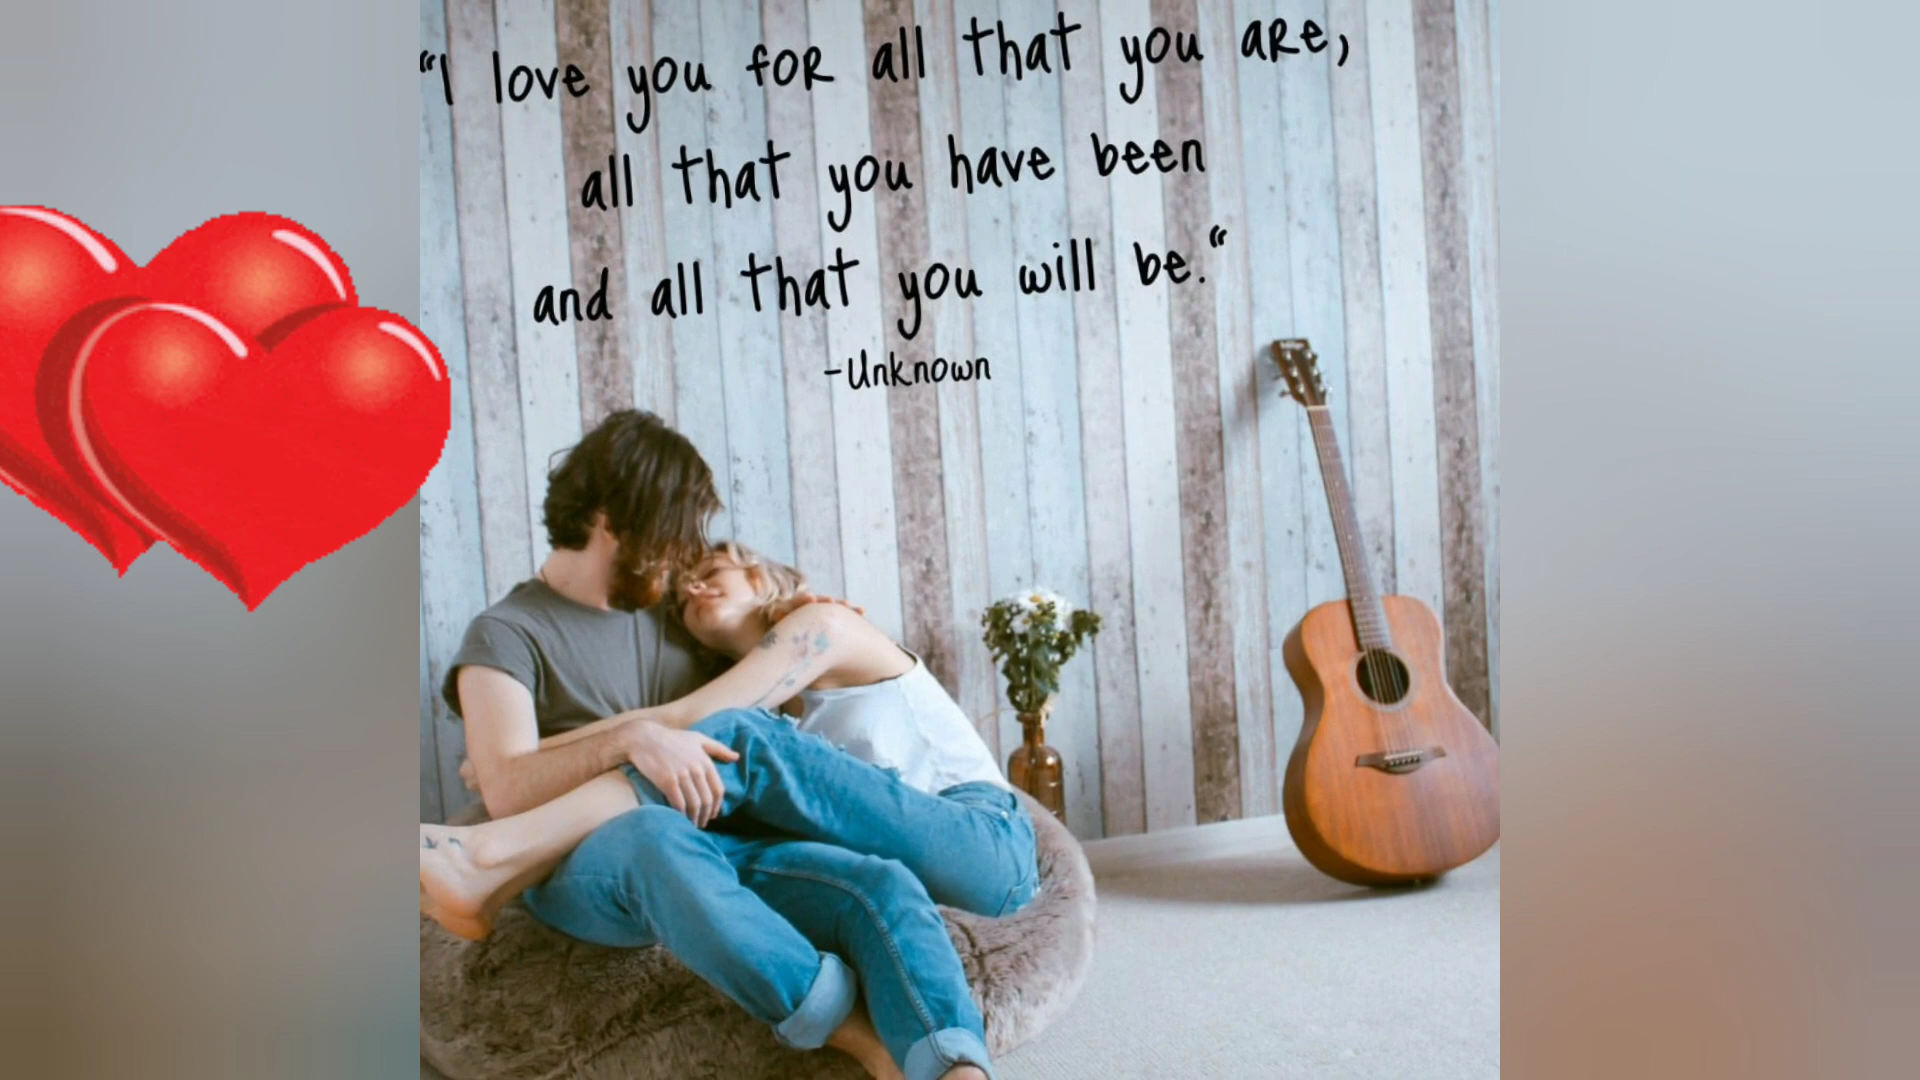 “I love you for all that you are,
all that you have been
and all that you will be.“
-Unknown